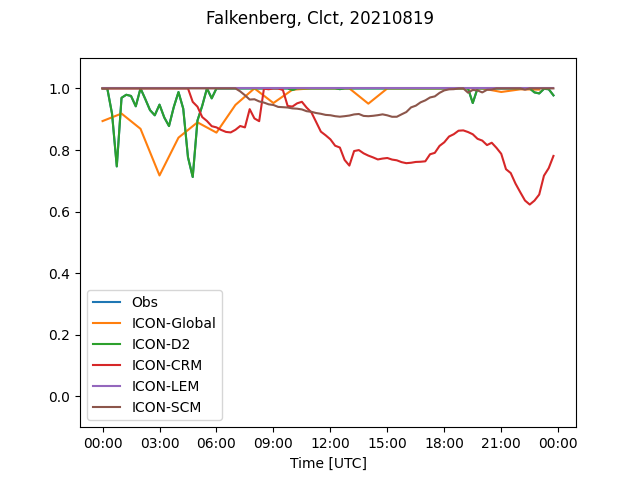 Falkenberg, Clct, 20210819
1.0
0.8
0.6
0.4
0.2
0.0
Obs
ICON-Global
ICON-D2
ICON-CRM
ICON-LEM
ICON-SCM
00:00 03:00 06:00 09:00 12:00 15:00 18:00 21:00 00:00
Time [UTC]